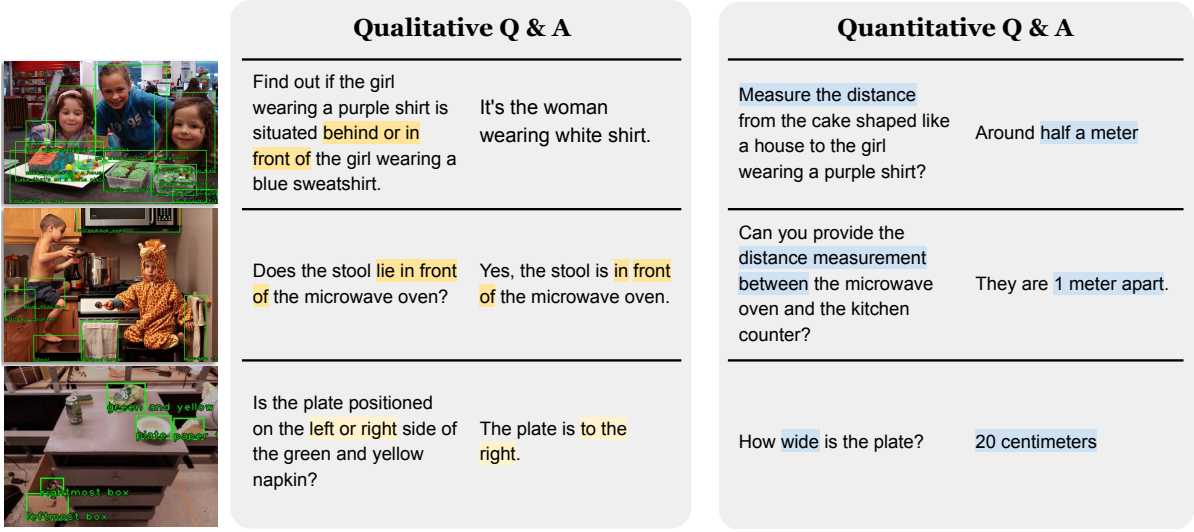 Qualitative Q & A
Find out if the girl
wearing a purple shirt is
situated behind or in
front of the girl wearing a
blue sweatshirt.
It's the woman
wearing white shirt.
Does the stool lie in front
of the microwave oven?
Yes, the stool is in front
of the microwave oven.
Is the plate positioned
on the left or right side of
the green and yellow
napkin?
The plate is to the
right.
Quantitative Q & A
Measure the distance
from the cake shaped like
a house to the girl
wearing a purple shirt?
Around half a meter
Can you provide the
distance measurement
between the microwave
oven and the kitchen
counter?
They are 1 meter apart.
How wide is the plate?
20 centimeters
green and yellow
plate paper
rightmost box
leftmost box